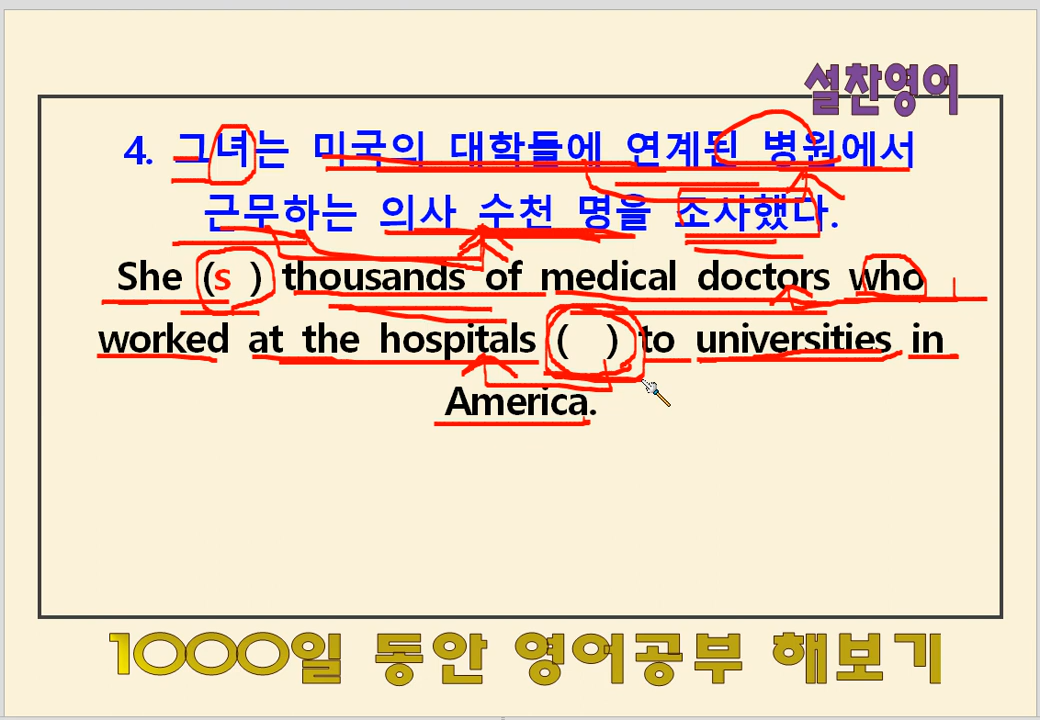 설찬영어
4. 그녀는 미국의 대학들에 연계된 병원에서
근무하는 의사 수천 명을 조사했다.
She (s ) thousands of medical doctors who
worked at the hospitals ( ) to universities in
America.
1000일 동안 영어공부 해보기